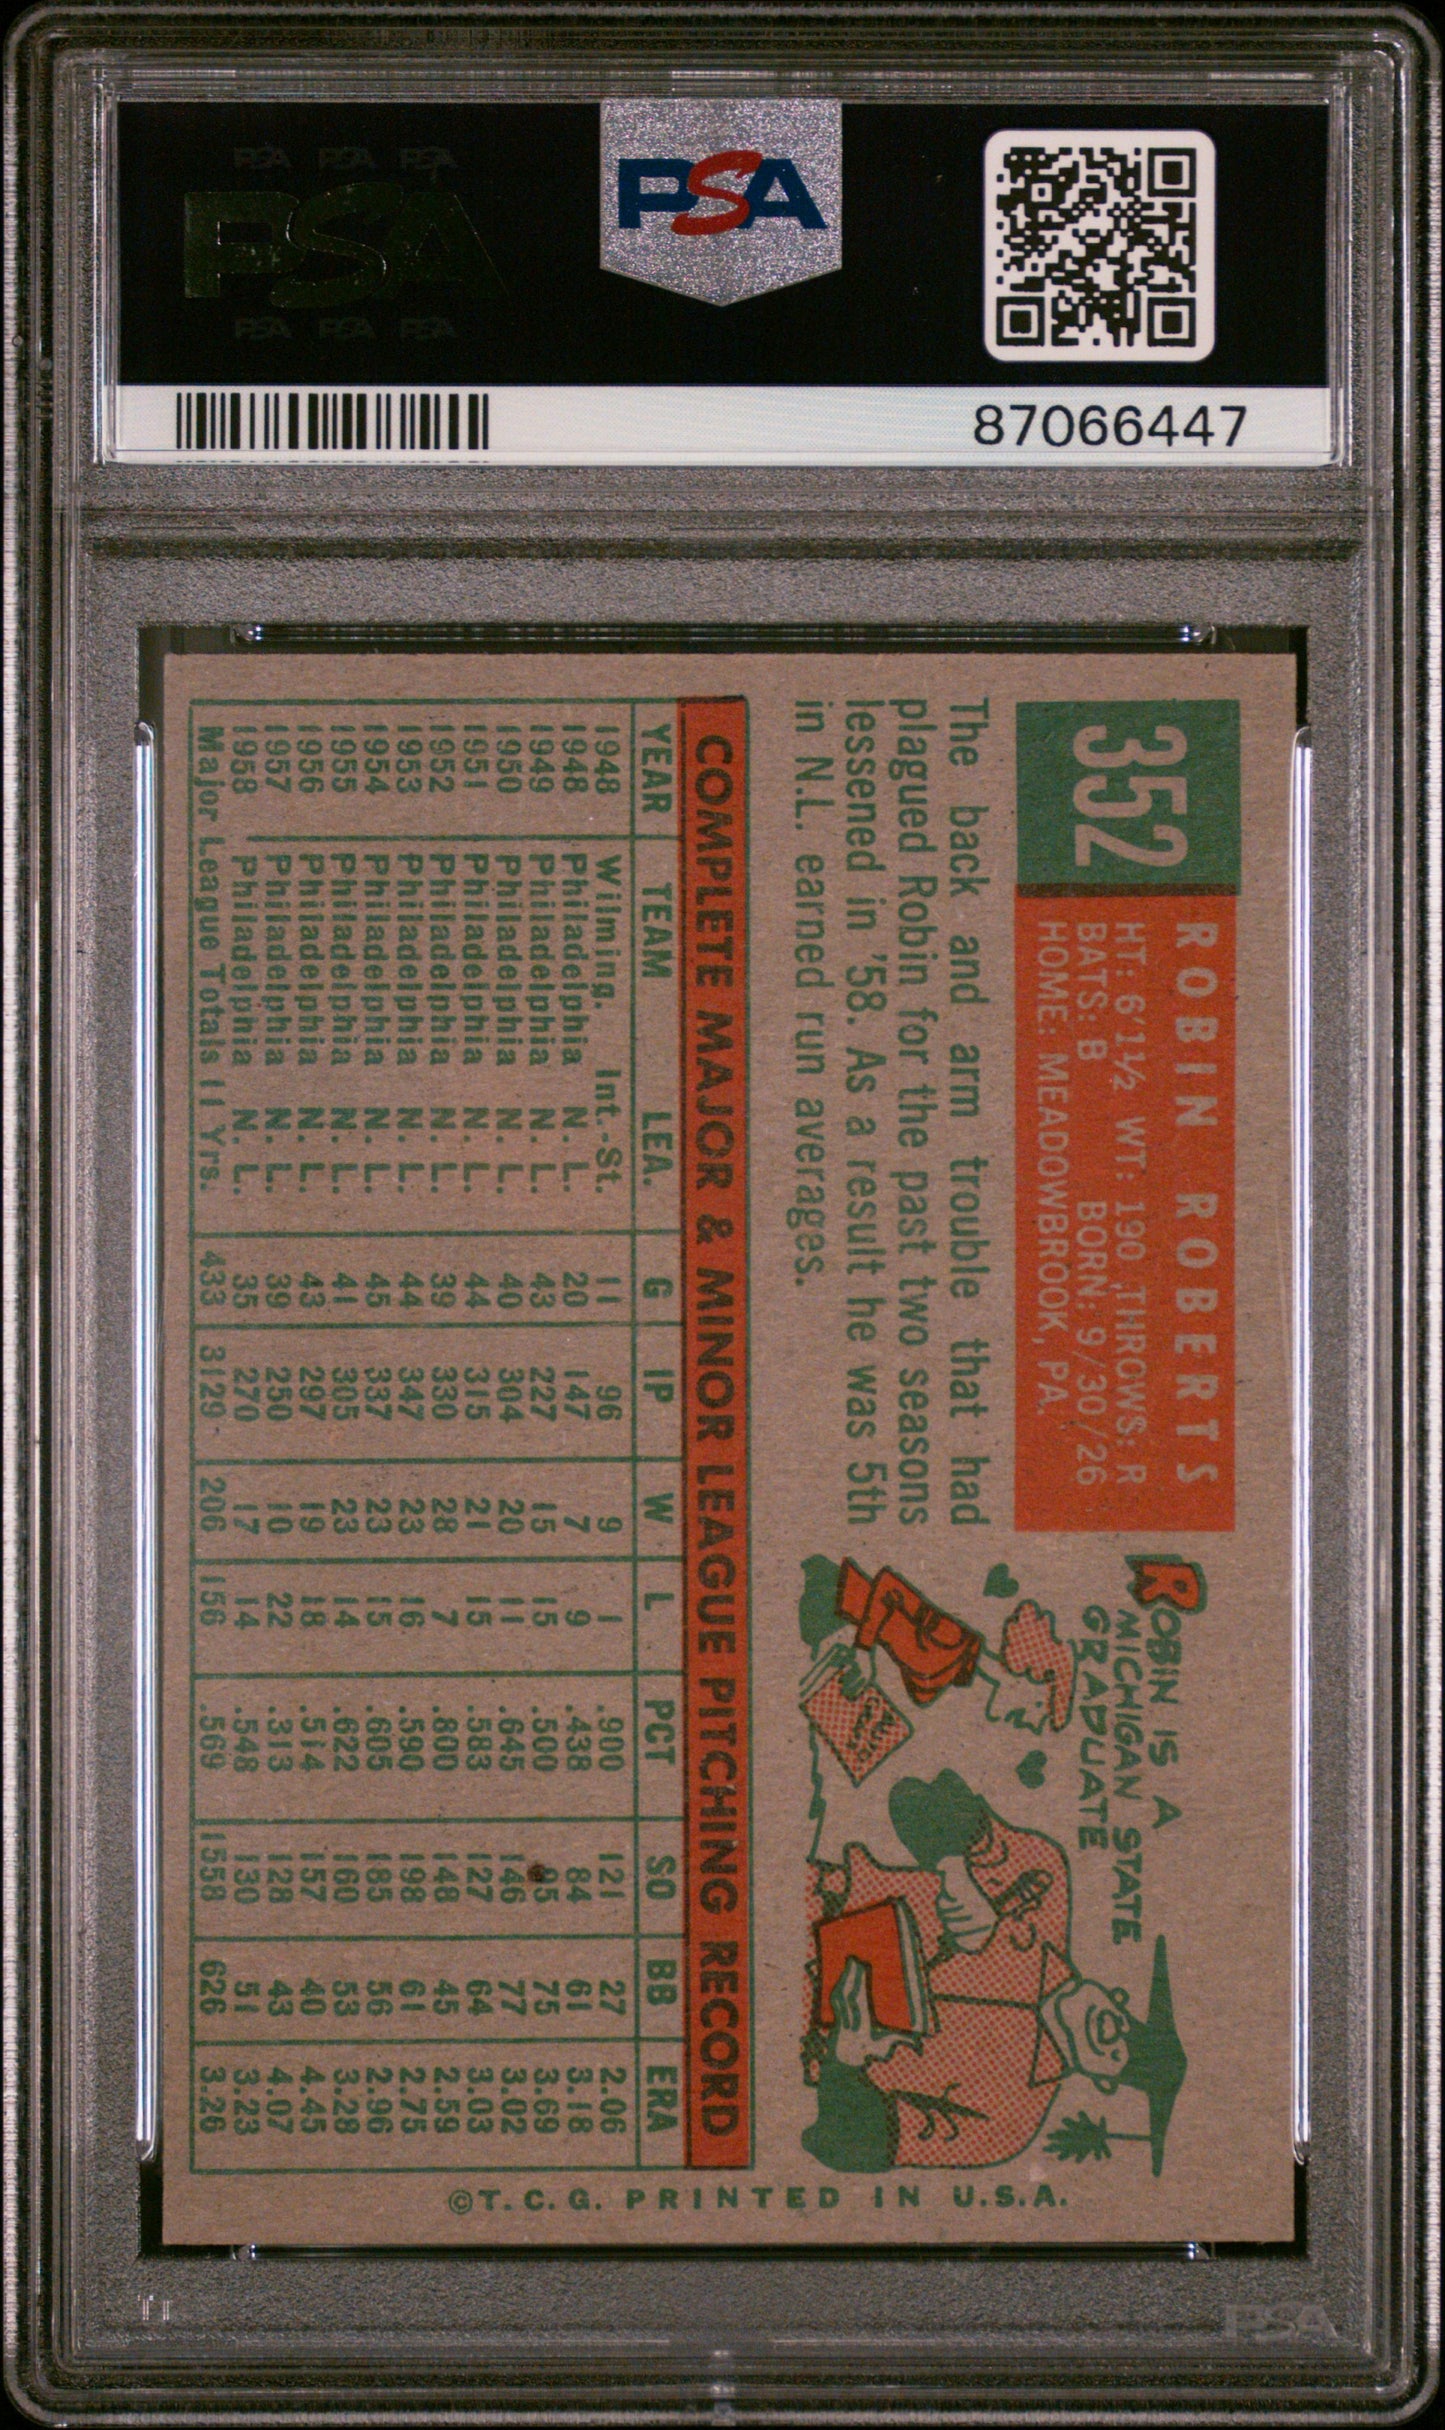 PSA PSA PSA
PSA
PSA PSA PSA
PSA
87066447
352
ROBIN ROBERTS
HT: 6'1½ WT: 190 THROWS: R
BATS: B BORN: 9/30/26
HOME: MEADOWBROOK, PA.
The back and arm trouble that had
plagued Robin for the past two seasons
lessened in '58. As a result he was 5th
in N.L. earned run averages.
ROBIN IS A
MICHIGAN STATE
GRADUATE
COMPLETE MAJOR & MINOR LEAGUE PITCHING RECORD
YEAR TEAM LEA. G IP W L PCT SO BB ERA
1948 Wilming. Int.-St. 11 96 9 1 .900 121 27 2.06
1948 Philadelphia N. L. 20 147 7 9 .438 84 61 3.18
1949 Philadelphia N. L. 43 227 15 15 .500 95 75 3.69
1950 Philadelphia N. L. 40 304 20 11 .645 146 77 3.02
1951 Philadelphia N. L. 44 315 21 15 .583 127 64 3.03
1952 Philadelphia N. L. 39 330 28 7 .800 148 45 2.59
1953 Philadelphia N. L. 44 347 23 16 .590 198 61 2.75
1954 Philadelphia N. L. 45 337 23 15 .605 185 56 2.96
1955 Philadelphia N. L. 41 305 23 14 .622 160 53 3.28
1956 Philadelphia N. L. 43 297 19 18 .514 157 40 4.45
1957 Philadelphia N. L. 39 250 10 22 .313 128 43 4.07
1958 Philadelphia N. L. 35 270 17 14 .548 130 51 3.23
Major League Totals 11 Yrs. 433 3129 206 156 .569 1558 626 3.26
©T. C. G. PRINTED IN U.S.A.
PSA